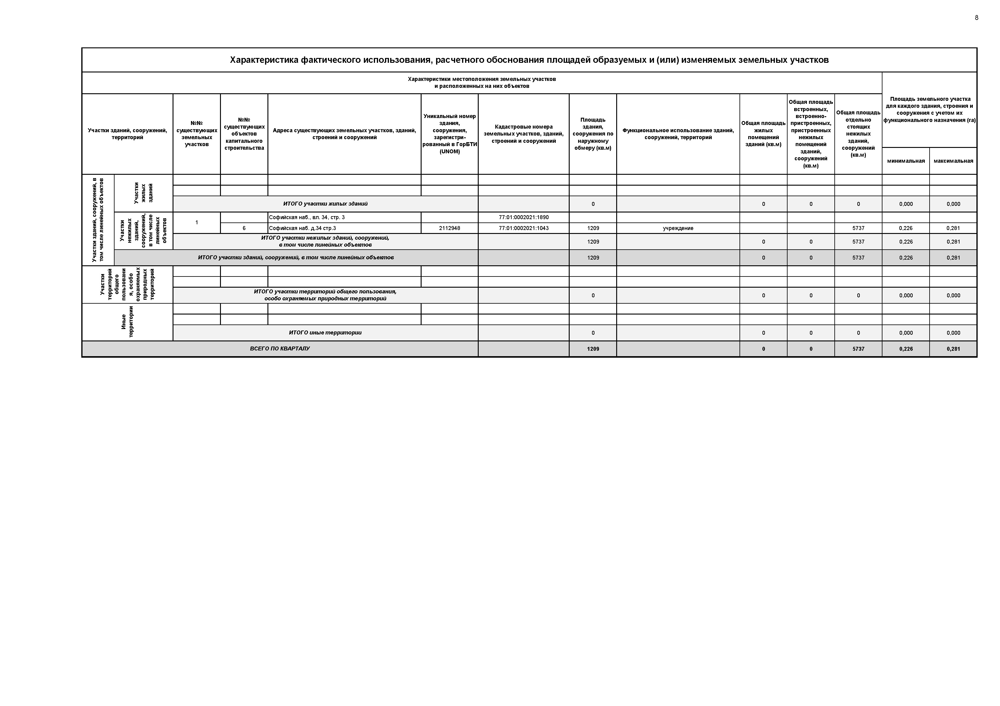 8
Характеристика фактического использования, расчетного обоснования площадей образуемых и (или) изменяемых земельных участков
Характеристики местоположения земельных участков
и расположенных на них объектов
Площадь земельного участка
для каждого здания, строения и
сооружения с учетом их
функционального назначения (га)
Участки зданий, сооружений,
территорий
№№
существующих
земельных
участков
№№
существующих
объектов
капитального
строительства
Адреса существующих земельных участков, зданий,
строений и сооружений
Уникальный номер
здания,
сооружения,
зарегистри-
рованный в ГорБТИ
(UNOM)
Кадастровые номера
земельных участков, зданий,
строений и сооружений
Площадь
здания,
сооружения по
наружному
обмеру (кв.м)
Функциональное использование зданий,
сооружений, территорий
Общая площадь
жилых
помещений
зданий (кв.м)
Общая площадь
встроенных,
встроенно-
пристроенных,
пристроенных
нежилых
помещений
зданий,
сооружений
(кв.м)
Общая площадь
отдельно
стоящих
нежилых
зданий,
сооружений
(кв.м)
минимальная
максимальная
Участки зданий, сооружений, в
том числе линейных объектов
Участки
жилых
зданий
ИТОГО участки жилых зданий 0 0 0 0 0,000 0,000
Участки
нежилых
зданий,
сооружений,
в том числе
линейных
объектов
1
Софийская наб., вл. 34, стр. 3 77:01:0002021:1890
6 Софийская наб. д.34 стр.3 2112948 77:01:0002021:1043 1209 учреждение 5737 0,226 0,281
ИТОГО участки нежилых зданий, сооружений,
в том числе линейных объектов
1209 0 0 5737 0,226 0,281
ИТОГО участки зданий, сооружений, в том числе линейных объектов 1209 0 0 5737 0,226 0,281
Участки
территорий
общего
пользовани
я, особо
охраняемых
природных
территорий
ИТОГО участки территорий общего пользования,
особо охраняемых природных территорий
0 0 0 0 0,000 0,000
Иные
территории
ИТОГО иные территории 0 0 0 0 0,000 0,000
ВСЕГО ПО КВАРТАЛУ 1209 0 0 5737 0,226 0,281